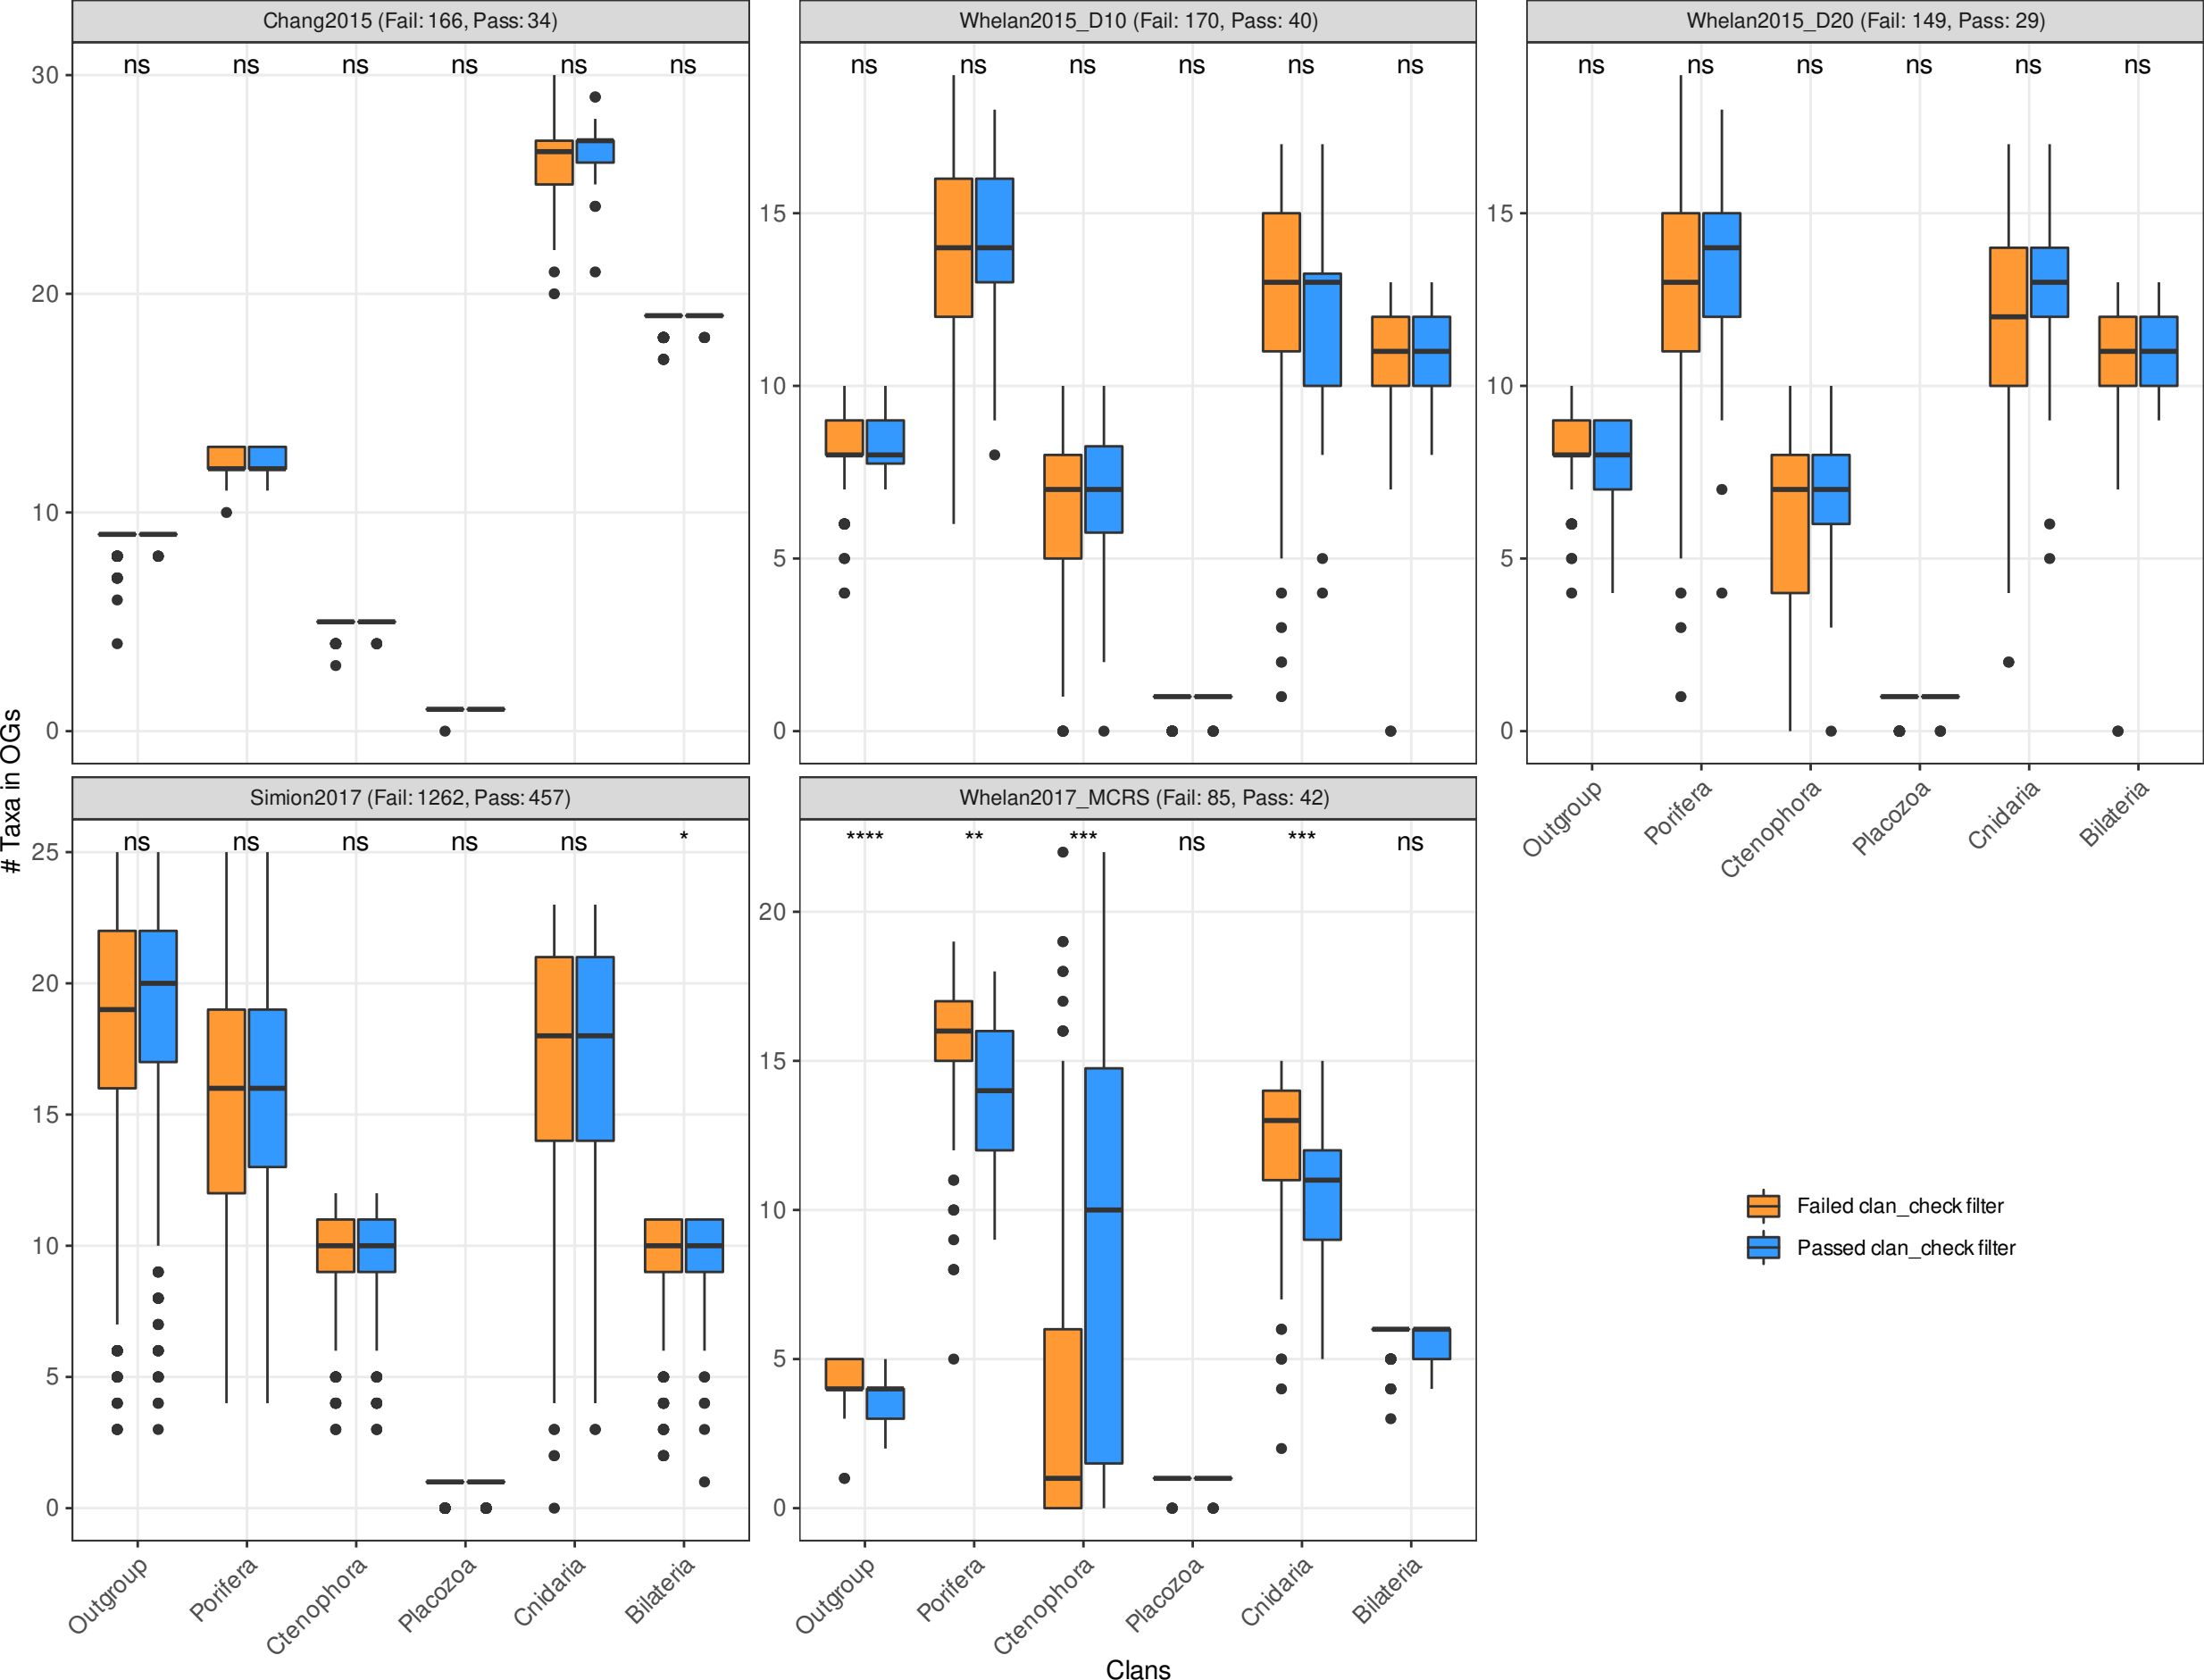 Chang2015 (Fail: 166, Pass: 34)
Whelan2015_D10 (Fail: 170, Pass: 40)
Whelan2015_D20 (Fail: 149, Pass: 29)
ns ns ns ns ns ns
ns ns ns ns ns ns
ns ns ns ns ns ns
30
20
10
0
15
10
5
0
15
10
5
0
Outgroup
Porifera
Ctenophora
Placozoa
Cnidaria
Bilateria
# Taxa in OGs
Simion2017 (Fail: 1262, Pass: 457)
Whelan2017_MCRS (Fail: 85, Pass: 42)
ns ns ns ns ns *
**** ** *** ns *** ns
25
20
15
10
5
0
20
15
10
5
0
Outgroup
Porifera
Ctenophora
Placozoa
Cnidaria
Bilateria
Outgroup
Porifera
Ctenophora
Placozoa
Cnidaria
Bilateria
Clans
Failed clan_check filter
Passed clan_check filter